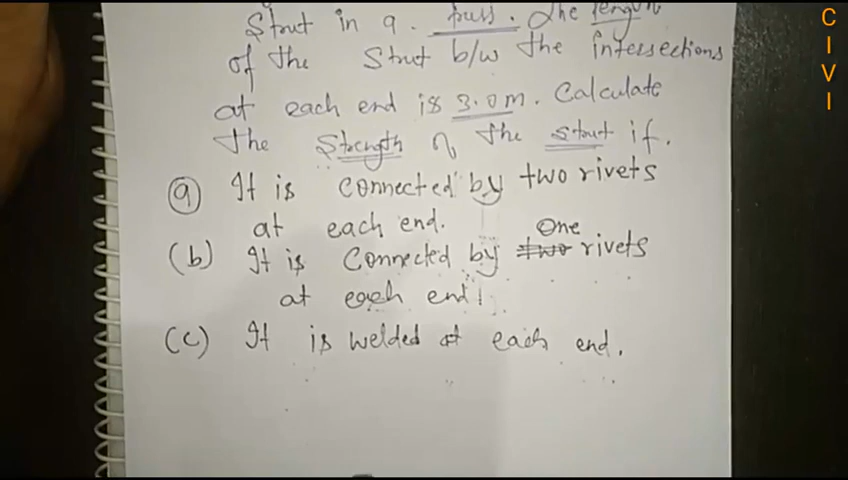 Strut in a truss. The length
of the Strut b/w the intersections
at each end is 3.0 m. Calculate
the Strength of the strut if.
(a) It is connected by two rivets
at each end.
One
(b) It is Connected by two rivets
at each end.
(c) It is welded at each end.
C
I
V
I